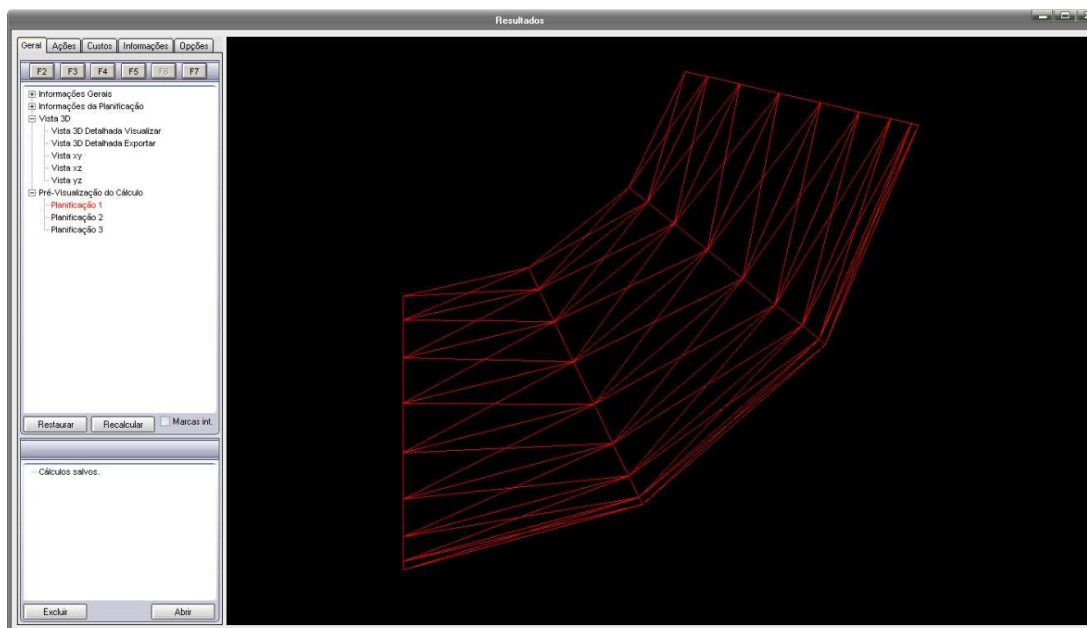 Resultados
Geral Ações Custos Informações Opções
F2 F3 F4 F5 F6 F7
Informações Gerais
Informações da Planificação
Vista 3D
Vista 3D Detalhada Visualizar
Vista 3D Detalhada Exportar
Vista xy
Vista xz
Vista yz
Pré-Visualização do Cálculo
Planificação 1
Planificação 2
Planificação 3
Restaurar Recalcular Marcas int.
Cálculos salvos.
Excluir Abrir